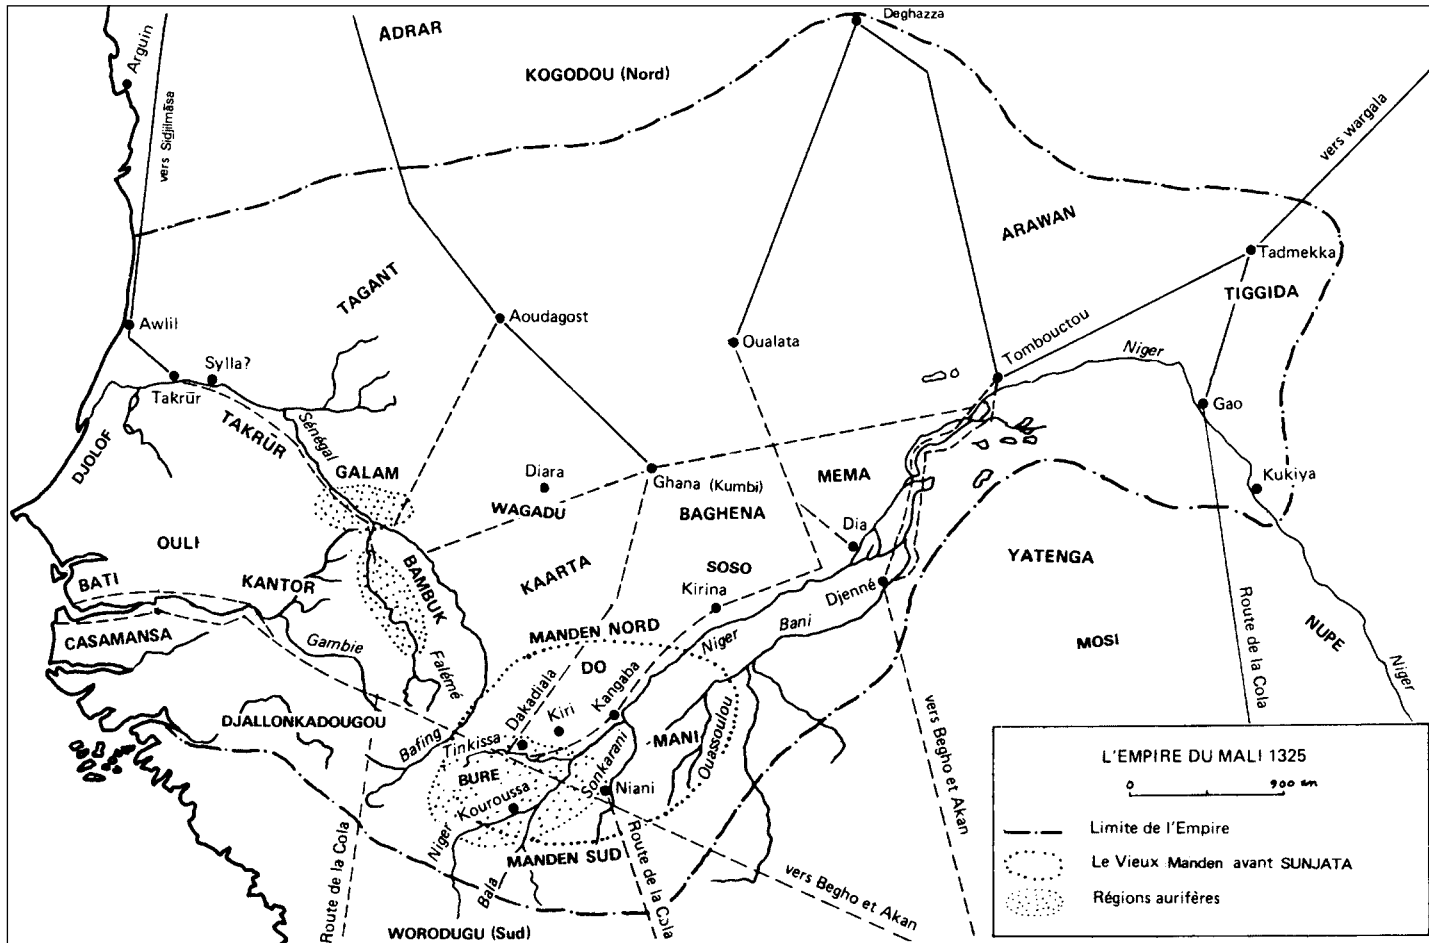 Deghazza
ADRAR
KOGODOU (Nord)
Arguin
vers Sidjilmāsa
vers wargala
ARAWAN
TAGANT
Tadmekka
TIGGIDA
Awlil
Aoudagost
Oualata
Tombouctou
Niger
Sylla?
Takrūr
TAKRŪR
Sénégal
Gao
DJOLOF
GALAM
Diara
Ghana (Kumbi)
MEMA
Kukiya
WAGADU
BAGHENA
Dia
OULI
YATENGA
BATI
KANTOR
BAMBUK
KAARTA
SOSO
Kirina
Djenné
Route de la Cola
NUPE
Niger
CASAMANSA
Gambie
Falémé
MANDEN NORD
Niger
Bani
MOSI
DO
DJALLONKADOUGOU
Bafing
Tinkissa
Dakadiala
Kiri
Kangaba
MANI
Ouassoulou
BURE
Sonkarani
Niani
Kouroussa
vers Begho et Akan
Niger
Bala
MANDEN SUD
Route de la Cola
Route de la Cola
vers Begho et Akan
WORODUGU (Sud)
L'EMPIRE DU MALI 1325
0 900 km
Limite de l'Empire
Le Vieux Manden avant SUNJATA
Régions aurifères